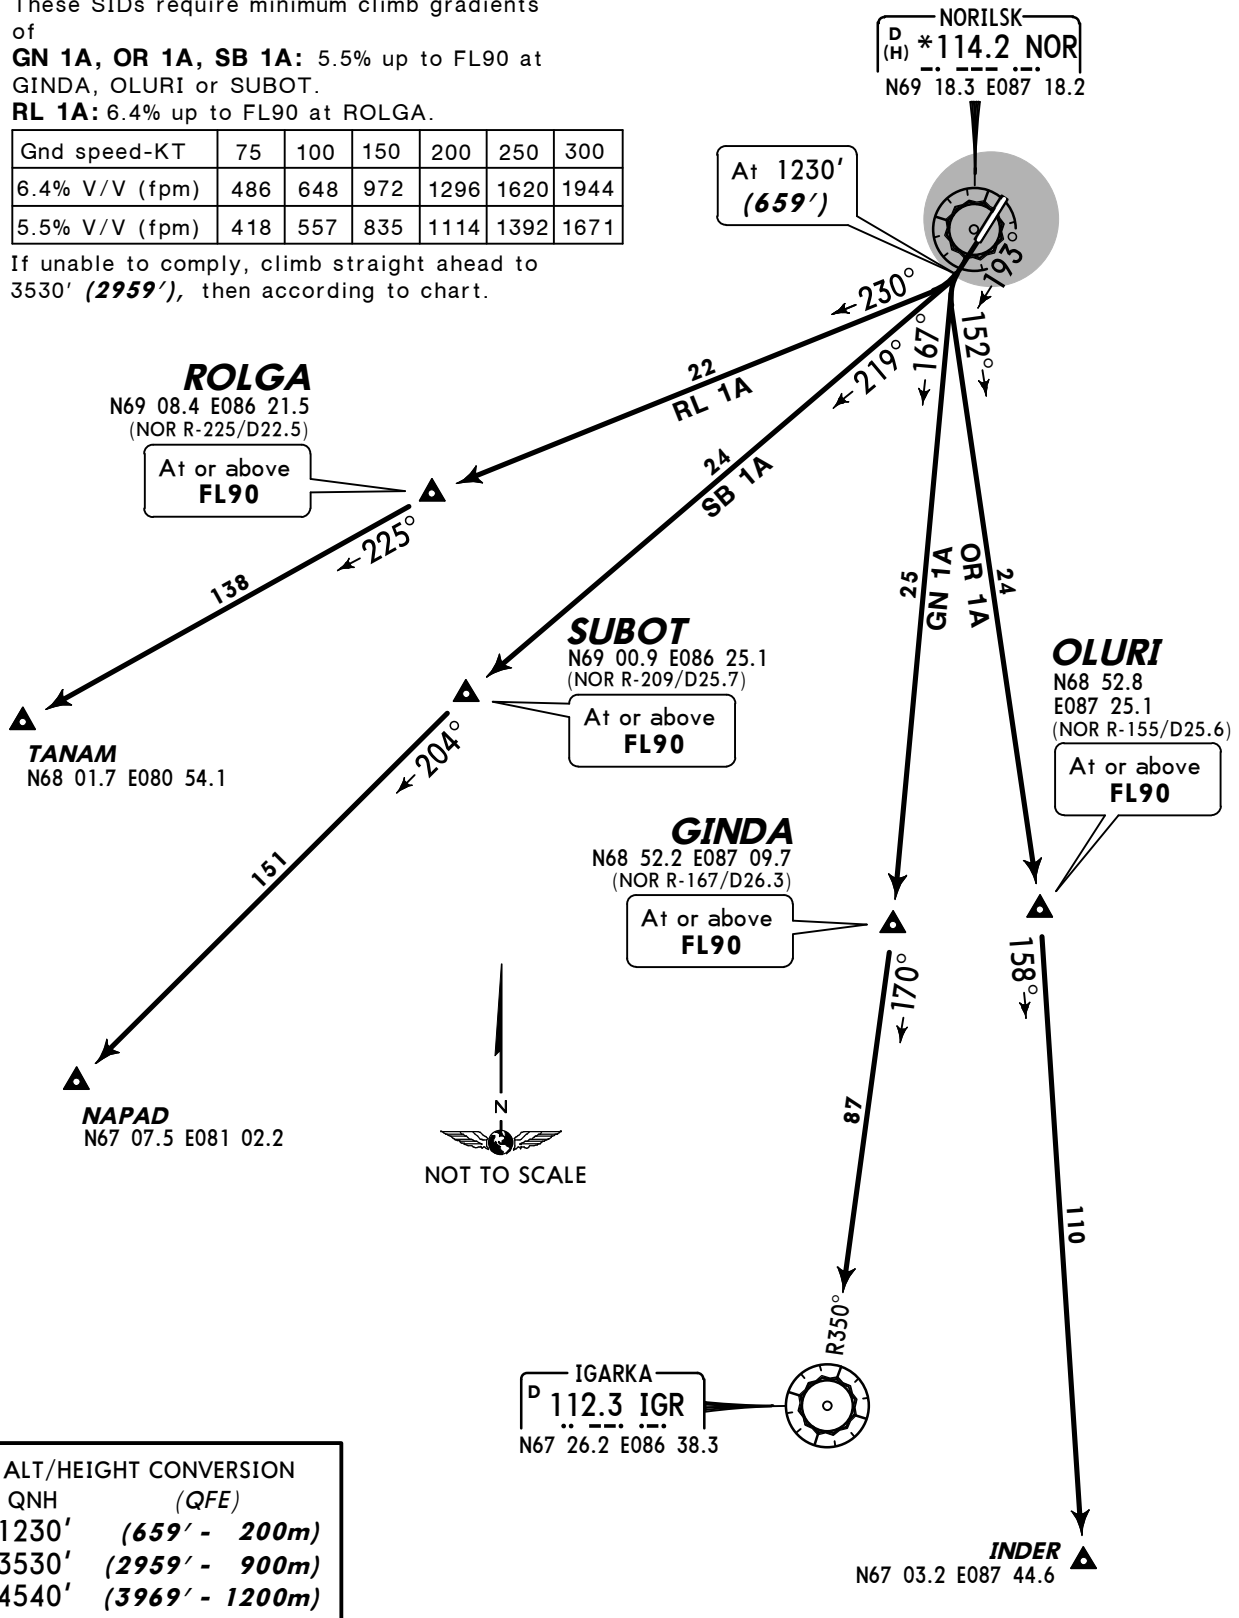 These SIDs require minimum climb gradients
of
GN 1A, OR 1A, SB 1A: 5.5% up to FL90 at
GINDA, OLURI or SUBOT.
RL 1A: 6.4% up to FL90 at ROLGA.
Gnd speed-KT 75 100 150 200 250 300
6.4% V/V (fpm) 486 648 972 1296 1620 1944
5.5% V/V (fpm) 418 557 835 1114 1392 1671
If unable to comply, climb straight ahead to
3530' (2959'), then according to chart.
NORILSK
D
(H) *114.2 NOR
N69 18.3 E087 18.2
At 1230'
(659')
193°
230°
219°
167°
152°
22
RL 1A
24
SB 1A
25
GN 1A
OR 1A
24
ROLGA
N69 08.4 E086 21.5
(NOR R-225/D22.5)
At or above
FL90
225°
138
TANAM
N68 01.7 E080 54.1
SUBOT
N69 00.9 E086 25.1
(NOR R-209/D25.7)
At or above
FL90
204°
151
NAPAD
N67 07.5 E081 02.2
OLURI
N68 52.8
E087 25.1
(NOR R-155/D25.6)
At or above
FL90
158°
110
GINDA
N68 52.2 E087 09.7
(NOR R-167/D26.3)
At or above
FL90
170°
87
R350°
N
NOT TO SCALE
IGARKA
D 112.3 IGR
N67 26.2 E086 38.3
INDER
N67 03.2 E087 44.6
ALT/HEIGHT CONVERSION
QNH (QFE)
1230' (659' - 200m)
3530' (2959' - 900m)
4540' (3969' - 1200m)